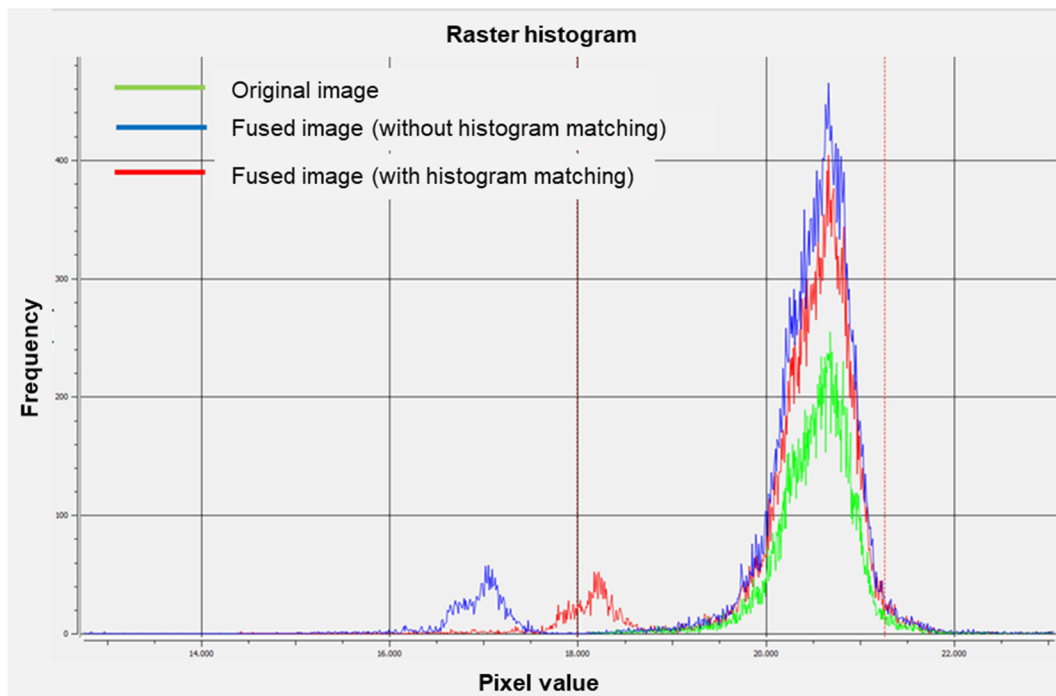 Raster histogram
Original image
Fused image (without histogram matching)
Fused image (with histogram matching)
Frequency
400
300
200
100
0
14.000 16.000 18.000 20.000 22.000
Pixel value